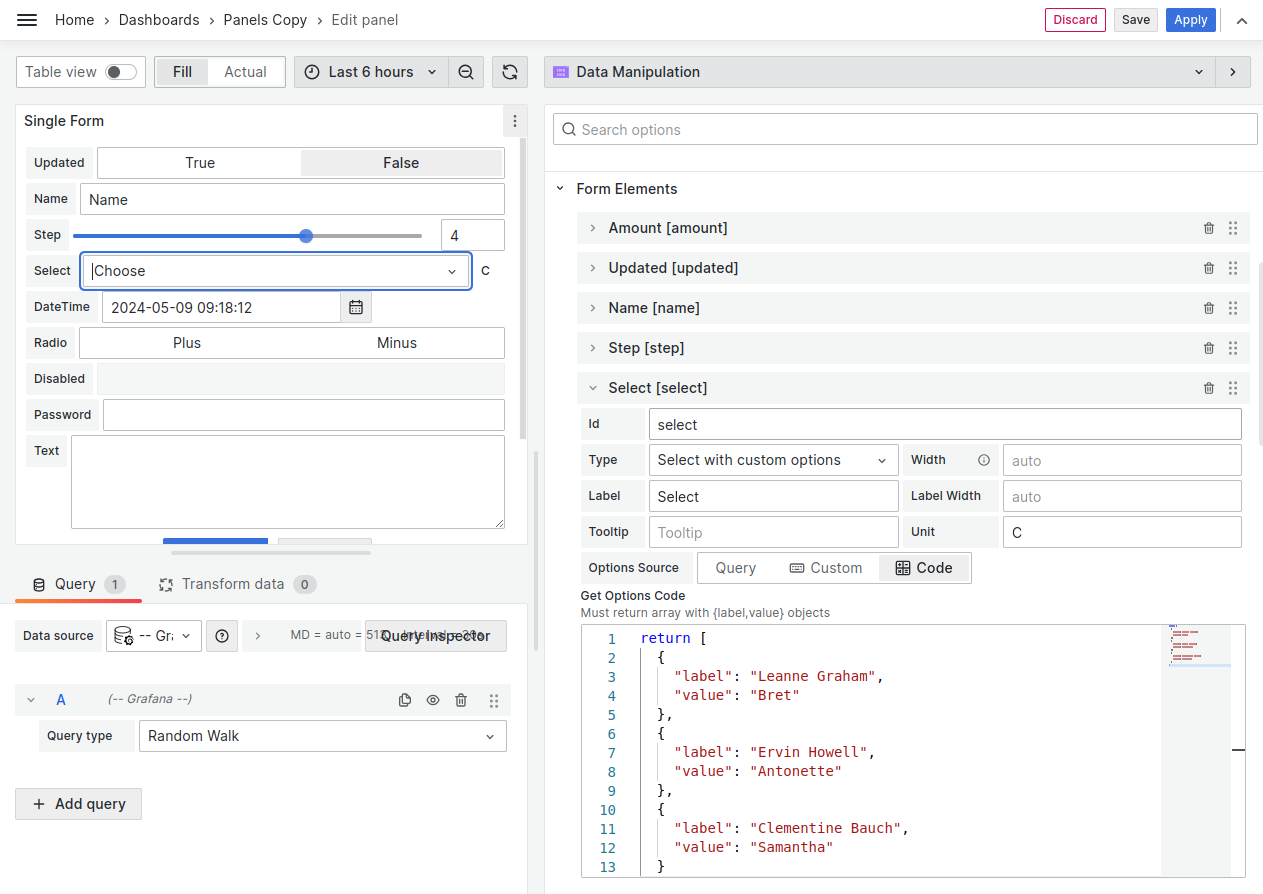 Home › Dashboards › Panels Copy › Edit panel
Discard Save Apply
Table view Fill Actual Last 6 hours
Data Manipulation
Single Form
Updated True False
Name Name
Step 4
Select Choose C
DateTime 2024-05-09 09:18:12
Radio Plus Minus
Disabled
Password
Text
Query 1 Transform data 0
Data source -- Gra MD = auto = 513 Interval = 30s Query inspector
A (-- Grafana --)
Query type Random Walk
+ Add query
Search options
Form Elements
Amount [amount]
Updated [updated]
Name [name]
Step [step]
Select [select]
Id select
Type Select with custom options Width auto
Label Select Label Width auto
Tooltip Tooltip Unit C
Options Source Query Custom Code
Get Options Code
Must return array with {label,value} objects
1 return [
2 {
3 "label": "Leanne Graham",
4 "value": "Bret"
5 },
6 {
7 "label": "Ervin Howell",
8 "value": "Antonette"
9 },
10 {
11 "label": "Clementine Bauch",
12 "value": "Samantha"
13 }